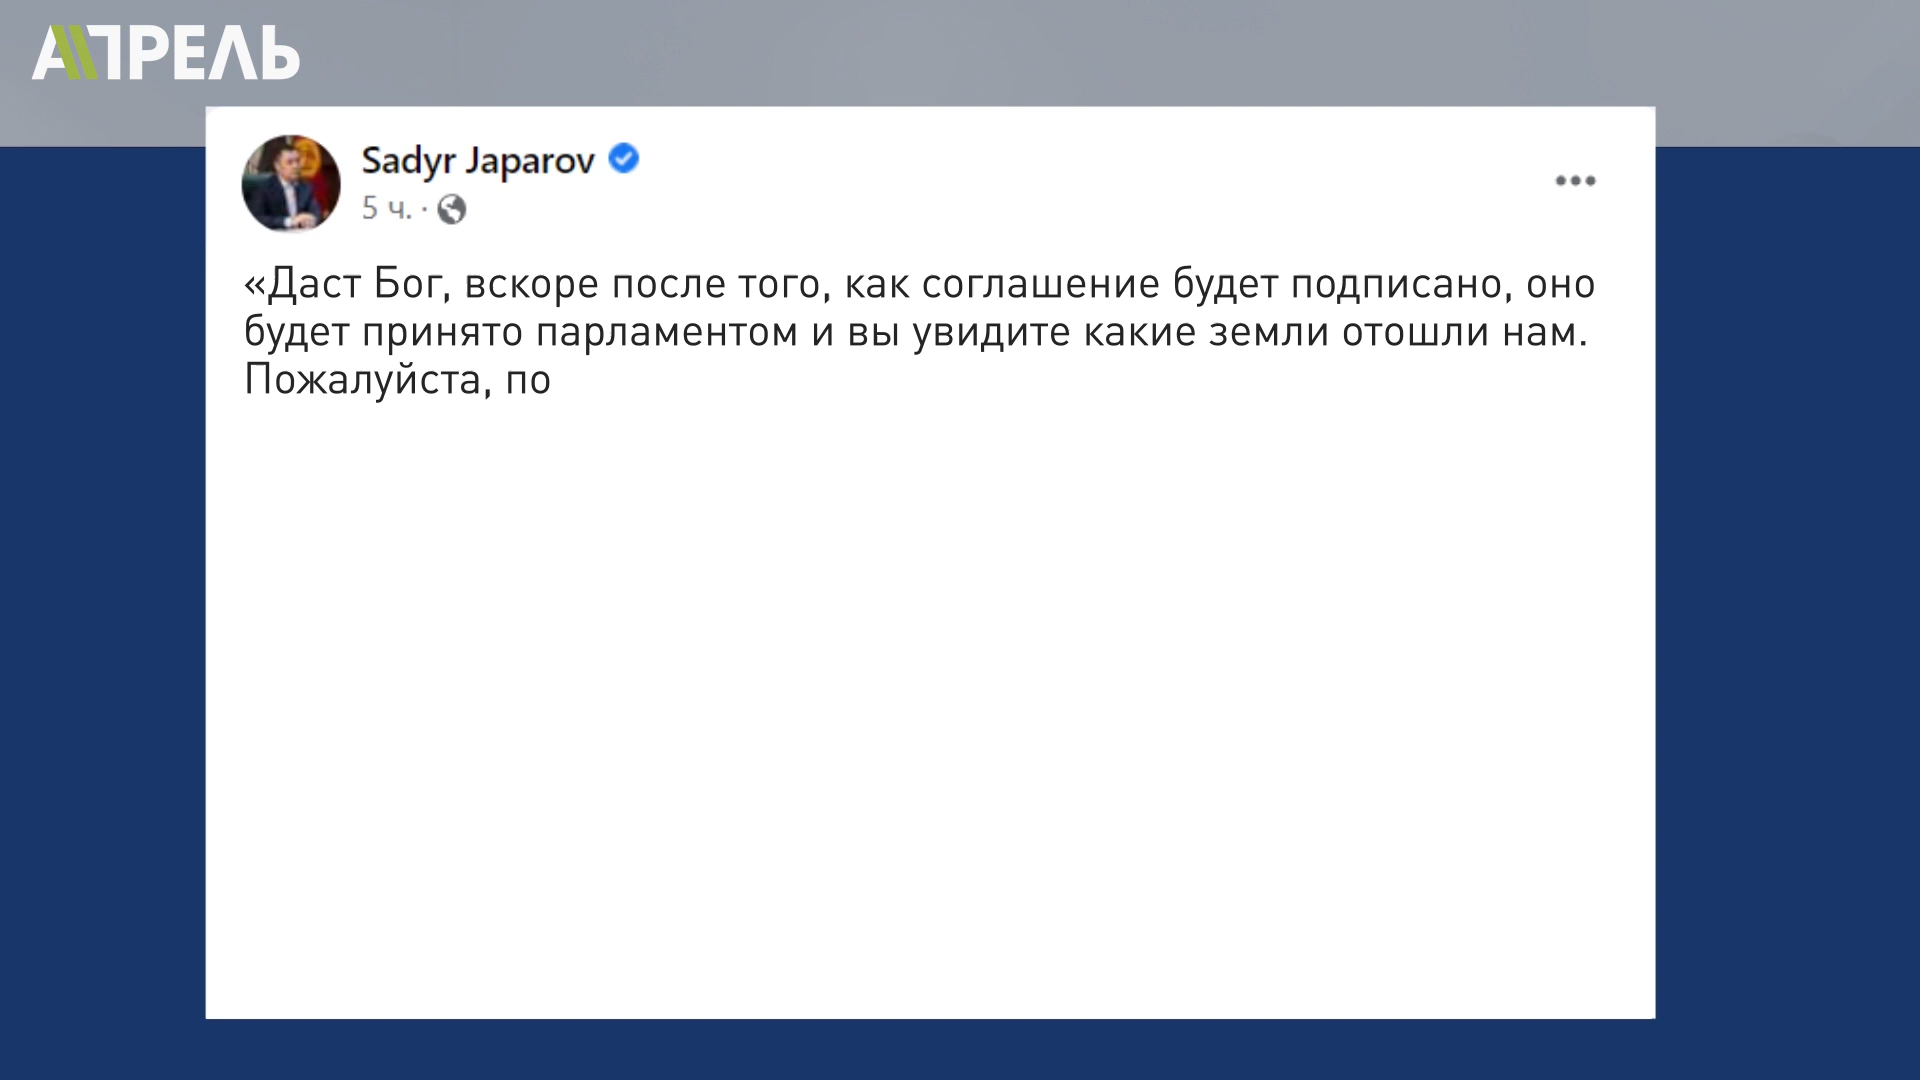 АПРЕЛЬ
Sadyr Japarov
5 ч. ·
«Даст Бог, вскоре после того, как соглашение будет подписано, оно
будет принято парламентом и вы увидите какие земли отошли нам.
Пожалуйста, по